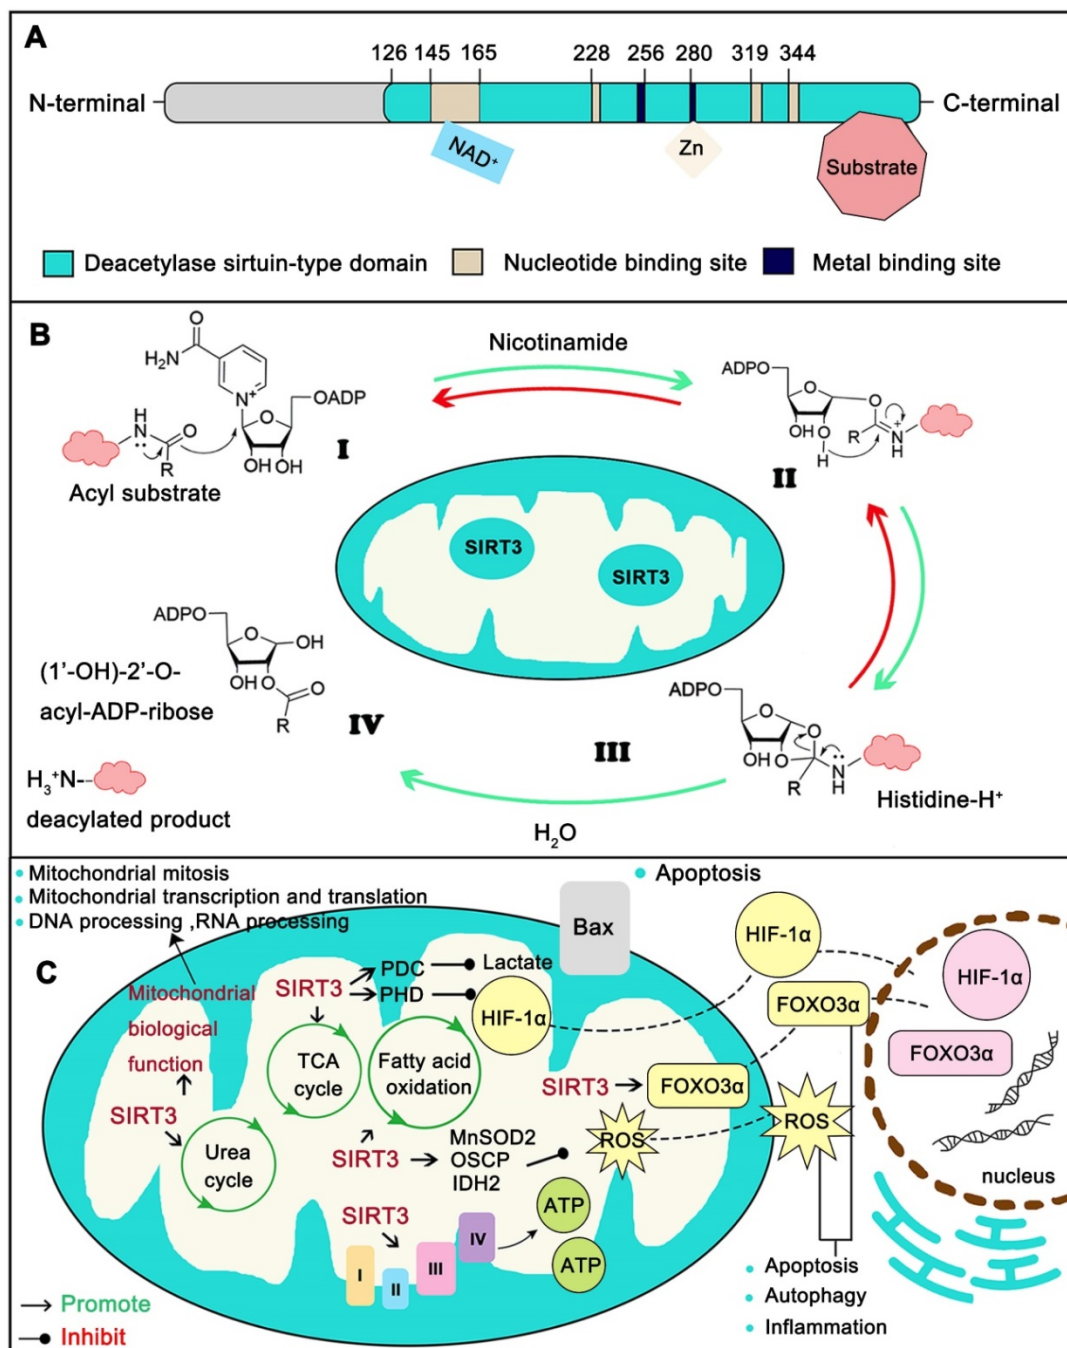 A
126 145 165 228 256 280 319 344
N-terminal
C-terminal
NAD⁺
Zn
Substrate
Deacetylase sirtuin-type domain
Nucleotide binding site
Metal binding site
B
O
H₂N
N⁺
OADP
O
OH OH
H
N
O
R
Acyl substrate
I
Nicotinamide
ADPO
O
O
OH O
H
R
N⁺
H
II
SIRT3
SIRT3
ADPO
O
OH
OH O
O
R
(1'-OH)-2'-O-
acyl-ADP-ribose
IV
H₃⁺N
deacylated product
ADPO
O
O
OH O
R
N
H
III
Histidine-H⁺
H₂O
C
Mitochondrial mitosis
Mitochondrial transcription and translation
DNA processing ,RNA processing
Apoptosis
Bax
Mitochondrial
biological
function
SIRT3
SIRT3
PDC
Lactate
PHD
HIF-1α
HIF-1α
HIF-1α
TCA
cycle
Fatty acid
oxidation
Urea
cycle
SIRT3
FOXO3α
FOXO3α
FOXO3α
SIRT3
MnSOD2
OSCP
IDH2
ROS
ROS
SIRT3
I
II
III
IV
ATP
ATP
nucleus
Apoptosis
Autophagy
Inflammation
Promote
Inhibit